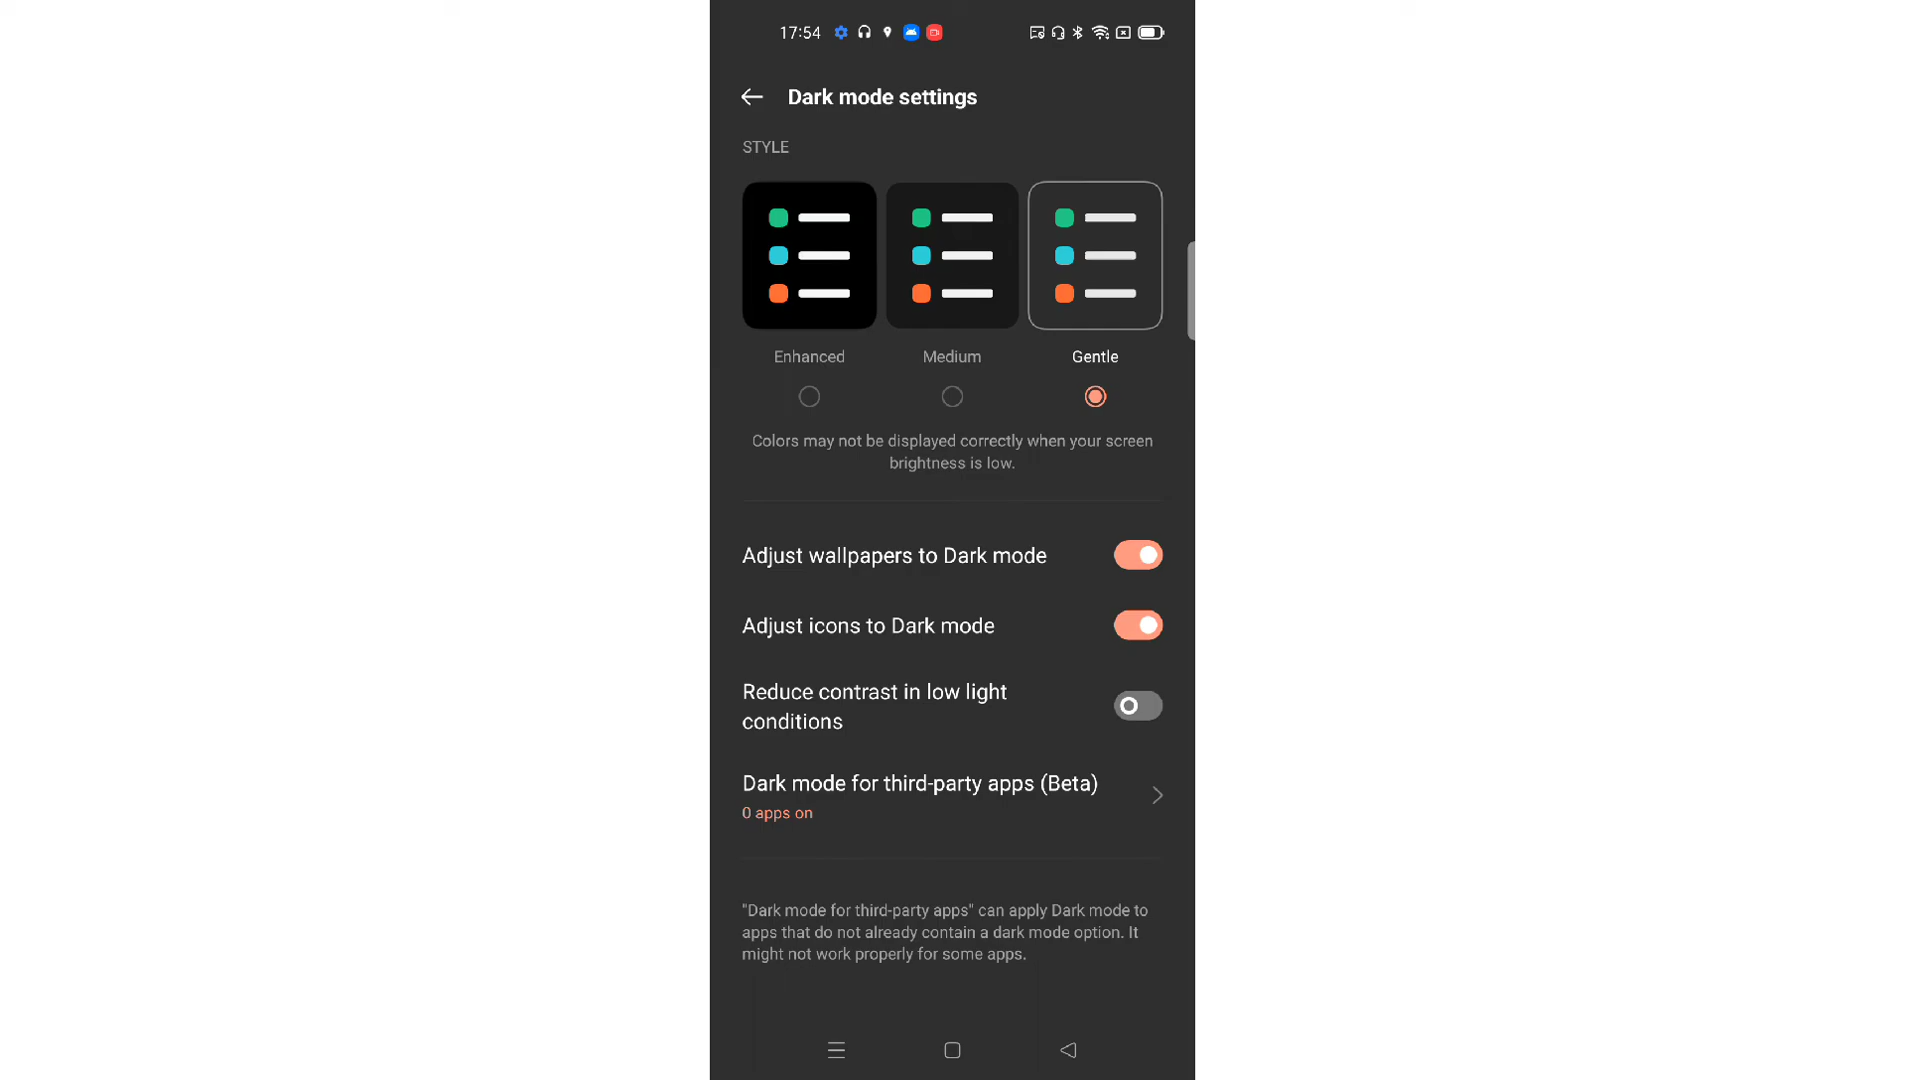 17:54
Dark mode settings
STYLE
Enhanced
Medium
Gentle
Colors may not be displayed correctly when your screen
brightness is low.
Adjust wallpapers to Dark mode
Adjust icons to Dark mode
Reduce contrast in low light
conditions
Dark mode for third-party apps (Beta)
0 apps on
"Dark mode for third-party apps" can apply Dark mode to
apps that do not already contain a dark mode option. It
might not work properly for some apps.